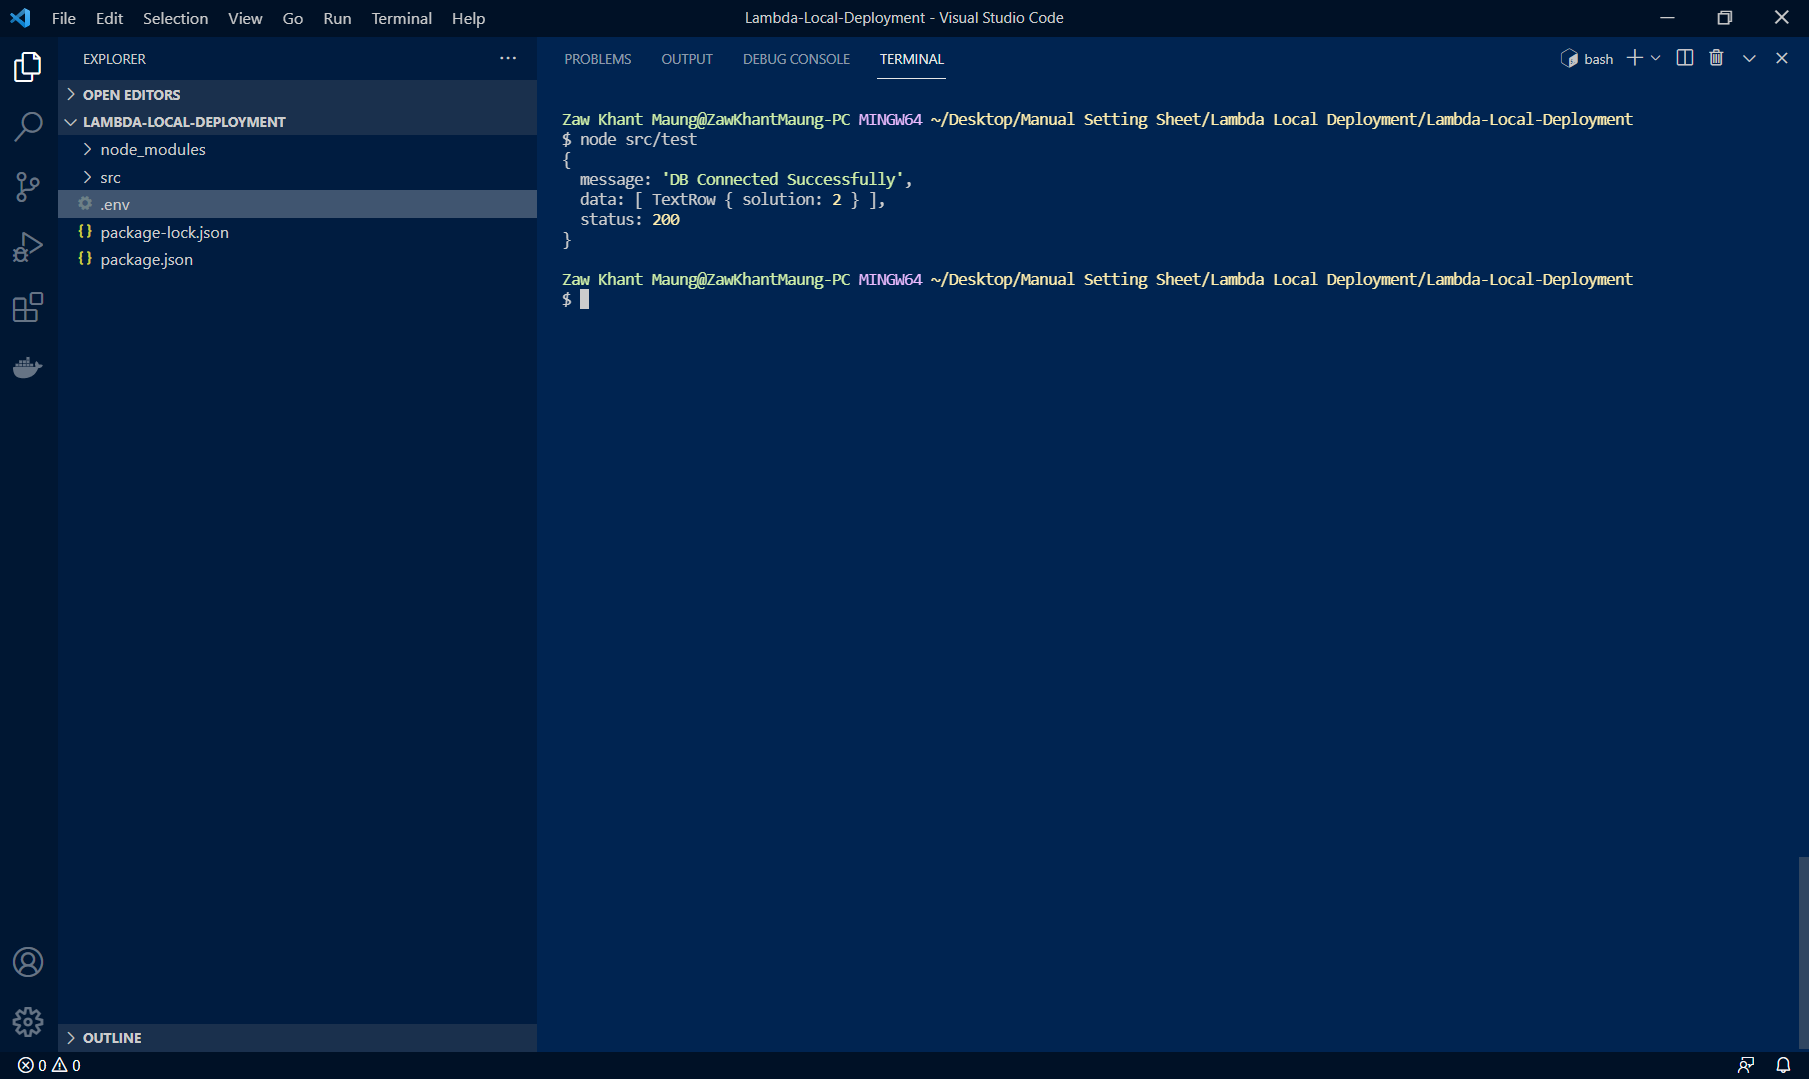 File Edit Selection View Go Run Terminal Help
Lambda-Local-Deployment - Visual Studio Code
EXPLORER
OPEN EDITORS
LAMBDA-LOCAL-DEPLOYMENT
node_modules
src
.env
{} package-lock.json
{} package.json
OUTLINE
PROBLEMS OUTPUT DEBUG CONSOLE TERMINAL
bash
Zaw Khant Maung@ZawKhantMaung-PC MINGW64 ~/Desktop/Manual Setting Sheet/Lambda Local Deployment/Lambda-Local-Deployment
$ node src/test
{
message: 'DB Connected Successfully',
data: [ TextRow { solution: 2 } ],
status: 200
}
Zaw Khant Maung@ZawKhantMaung-PC MINGW64 ~/Desktop/Manual Setting Sheet/Lambda Local Deployment/Lambda-Local-Deployment
$
0 0